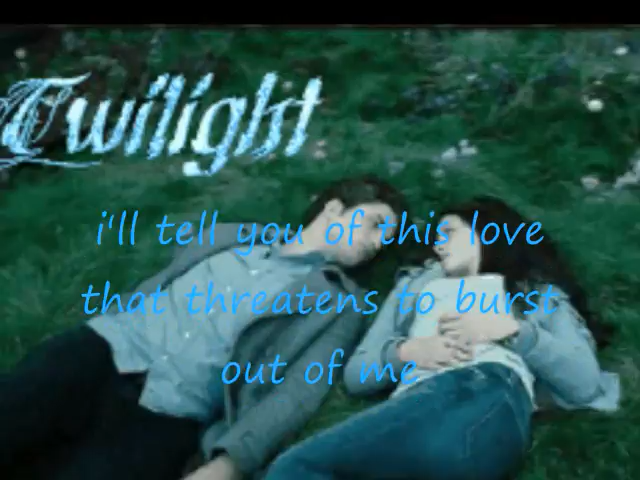 Twilight
i'll tell you of this love
that threatens to burst
out of me